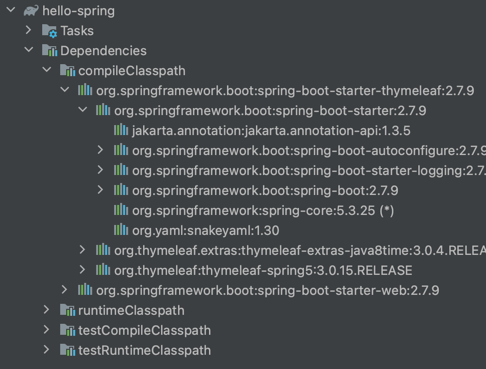 hello-spring
Tasks
Dependencies
compileClasspath
org.springframework.boot:spring-boot-starter-thymeleaf:2.7.9
org.springframework.boot:spring-boot-starter:2.7.9
jakarta.annotation:jakarta.annotation-api:1.3.5
org.springframework.boot:spring-boot-autoconfigure:2.7.9
org.springframework.boot:spring-boot-starter-logging:2.7.
org.springframework.boot:spring-boot:2.7.9
org.springframework:spring-core:5.3.25 (*)
org.yaml:snakeyaml:1.30
org.thymeleaf.extras:thymeleaf-extras-java8time:3.0.4.RELEA
org.thymeleaf:thymeleaf-spring5:3.0.15.RELEASE
org.springframework.boot:spring-boot-starter-web:2.7.9
runtimeClasspath
testCompileClasspath
testRuntimeClasspath